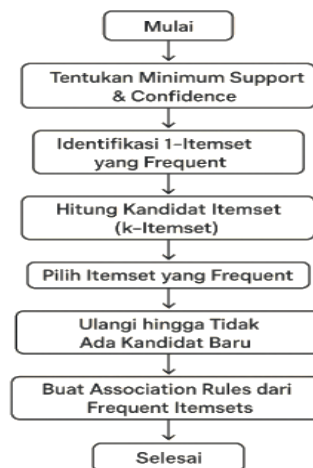 Mulai
Tentukan Minimum Support
& Confidence
Identifikasi 1-Itemset
yang Frequent
Hitung Kandidat Itemset
(k-Itemset)
Pilih Itemset yang Frequent
Ulangi hingga Tidak
Ada Kandidat Baru
Buat Association Rules dari
Frequent Itemsets
Selesai